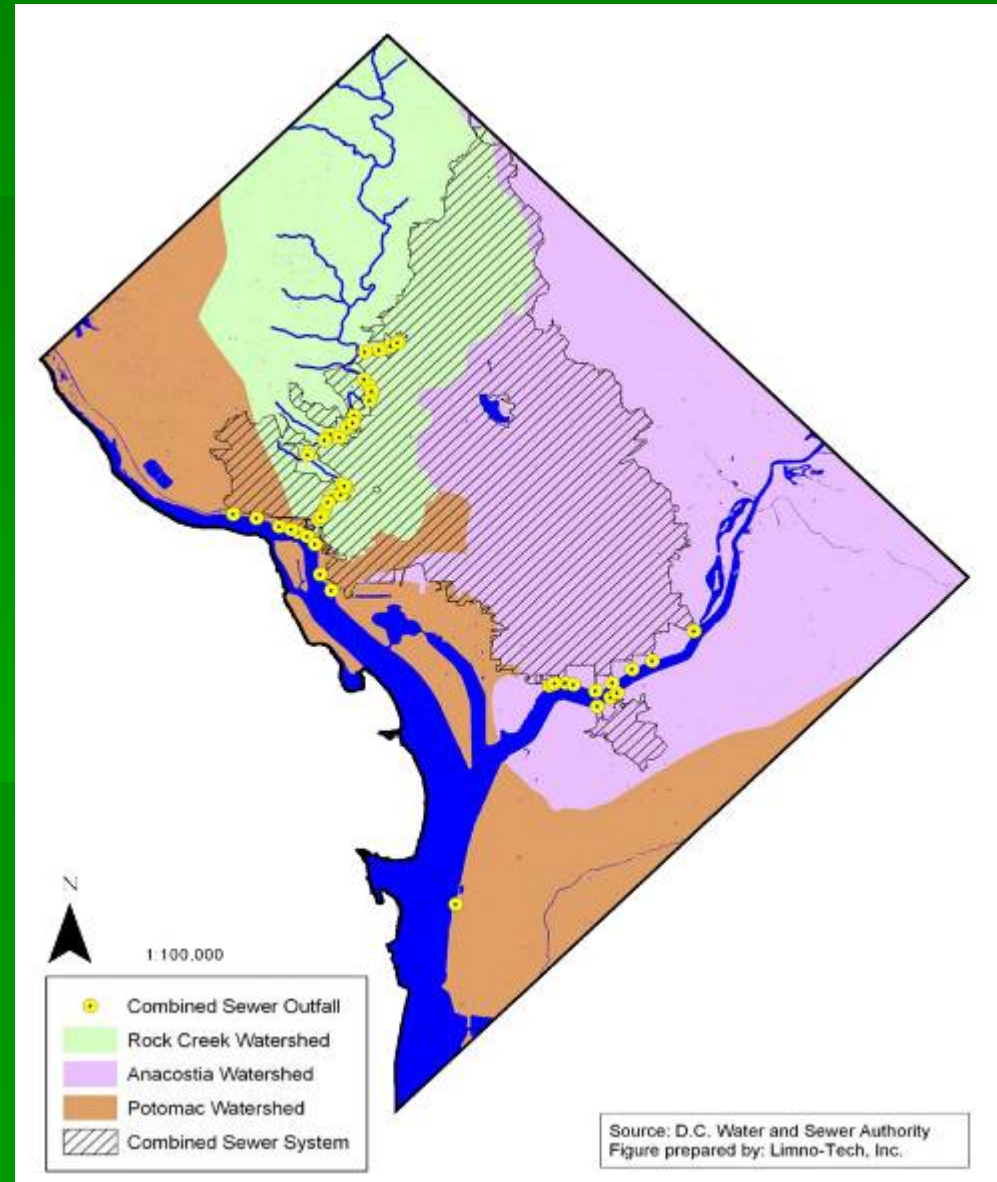 N
1:100,000
Combined Sewer Outfall
Rock Creek Watershed
Anacostia Watershed
Potomac Watershed
Combined Sewer System
Source: D.C. Water and Sewer Authority
Figure prepared by: Limno-Tech, Inc.